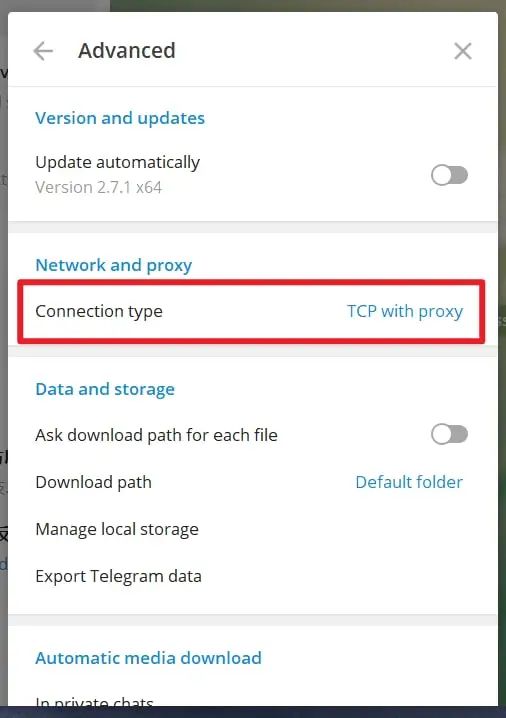 Advanced
Version and updates
Update automatically
Version 2.7.1 x64
Network and proxy
Connection type TCP with proxy
Data and storage
Ask download path for each file
Download path Default folder
Manage local storage
Export Telegram data
Automatic media download
In private chats